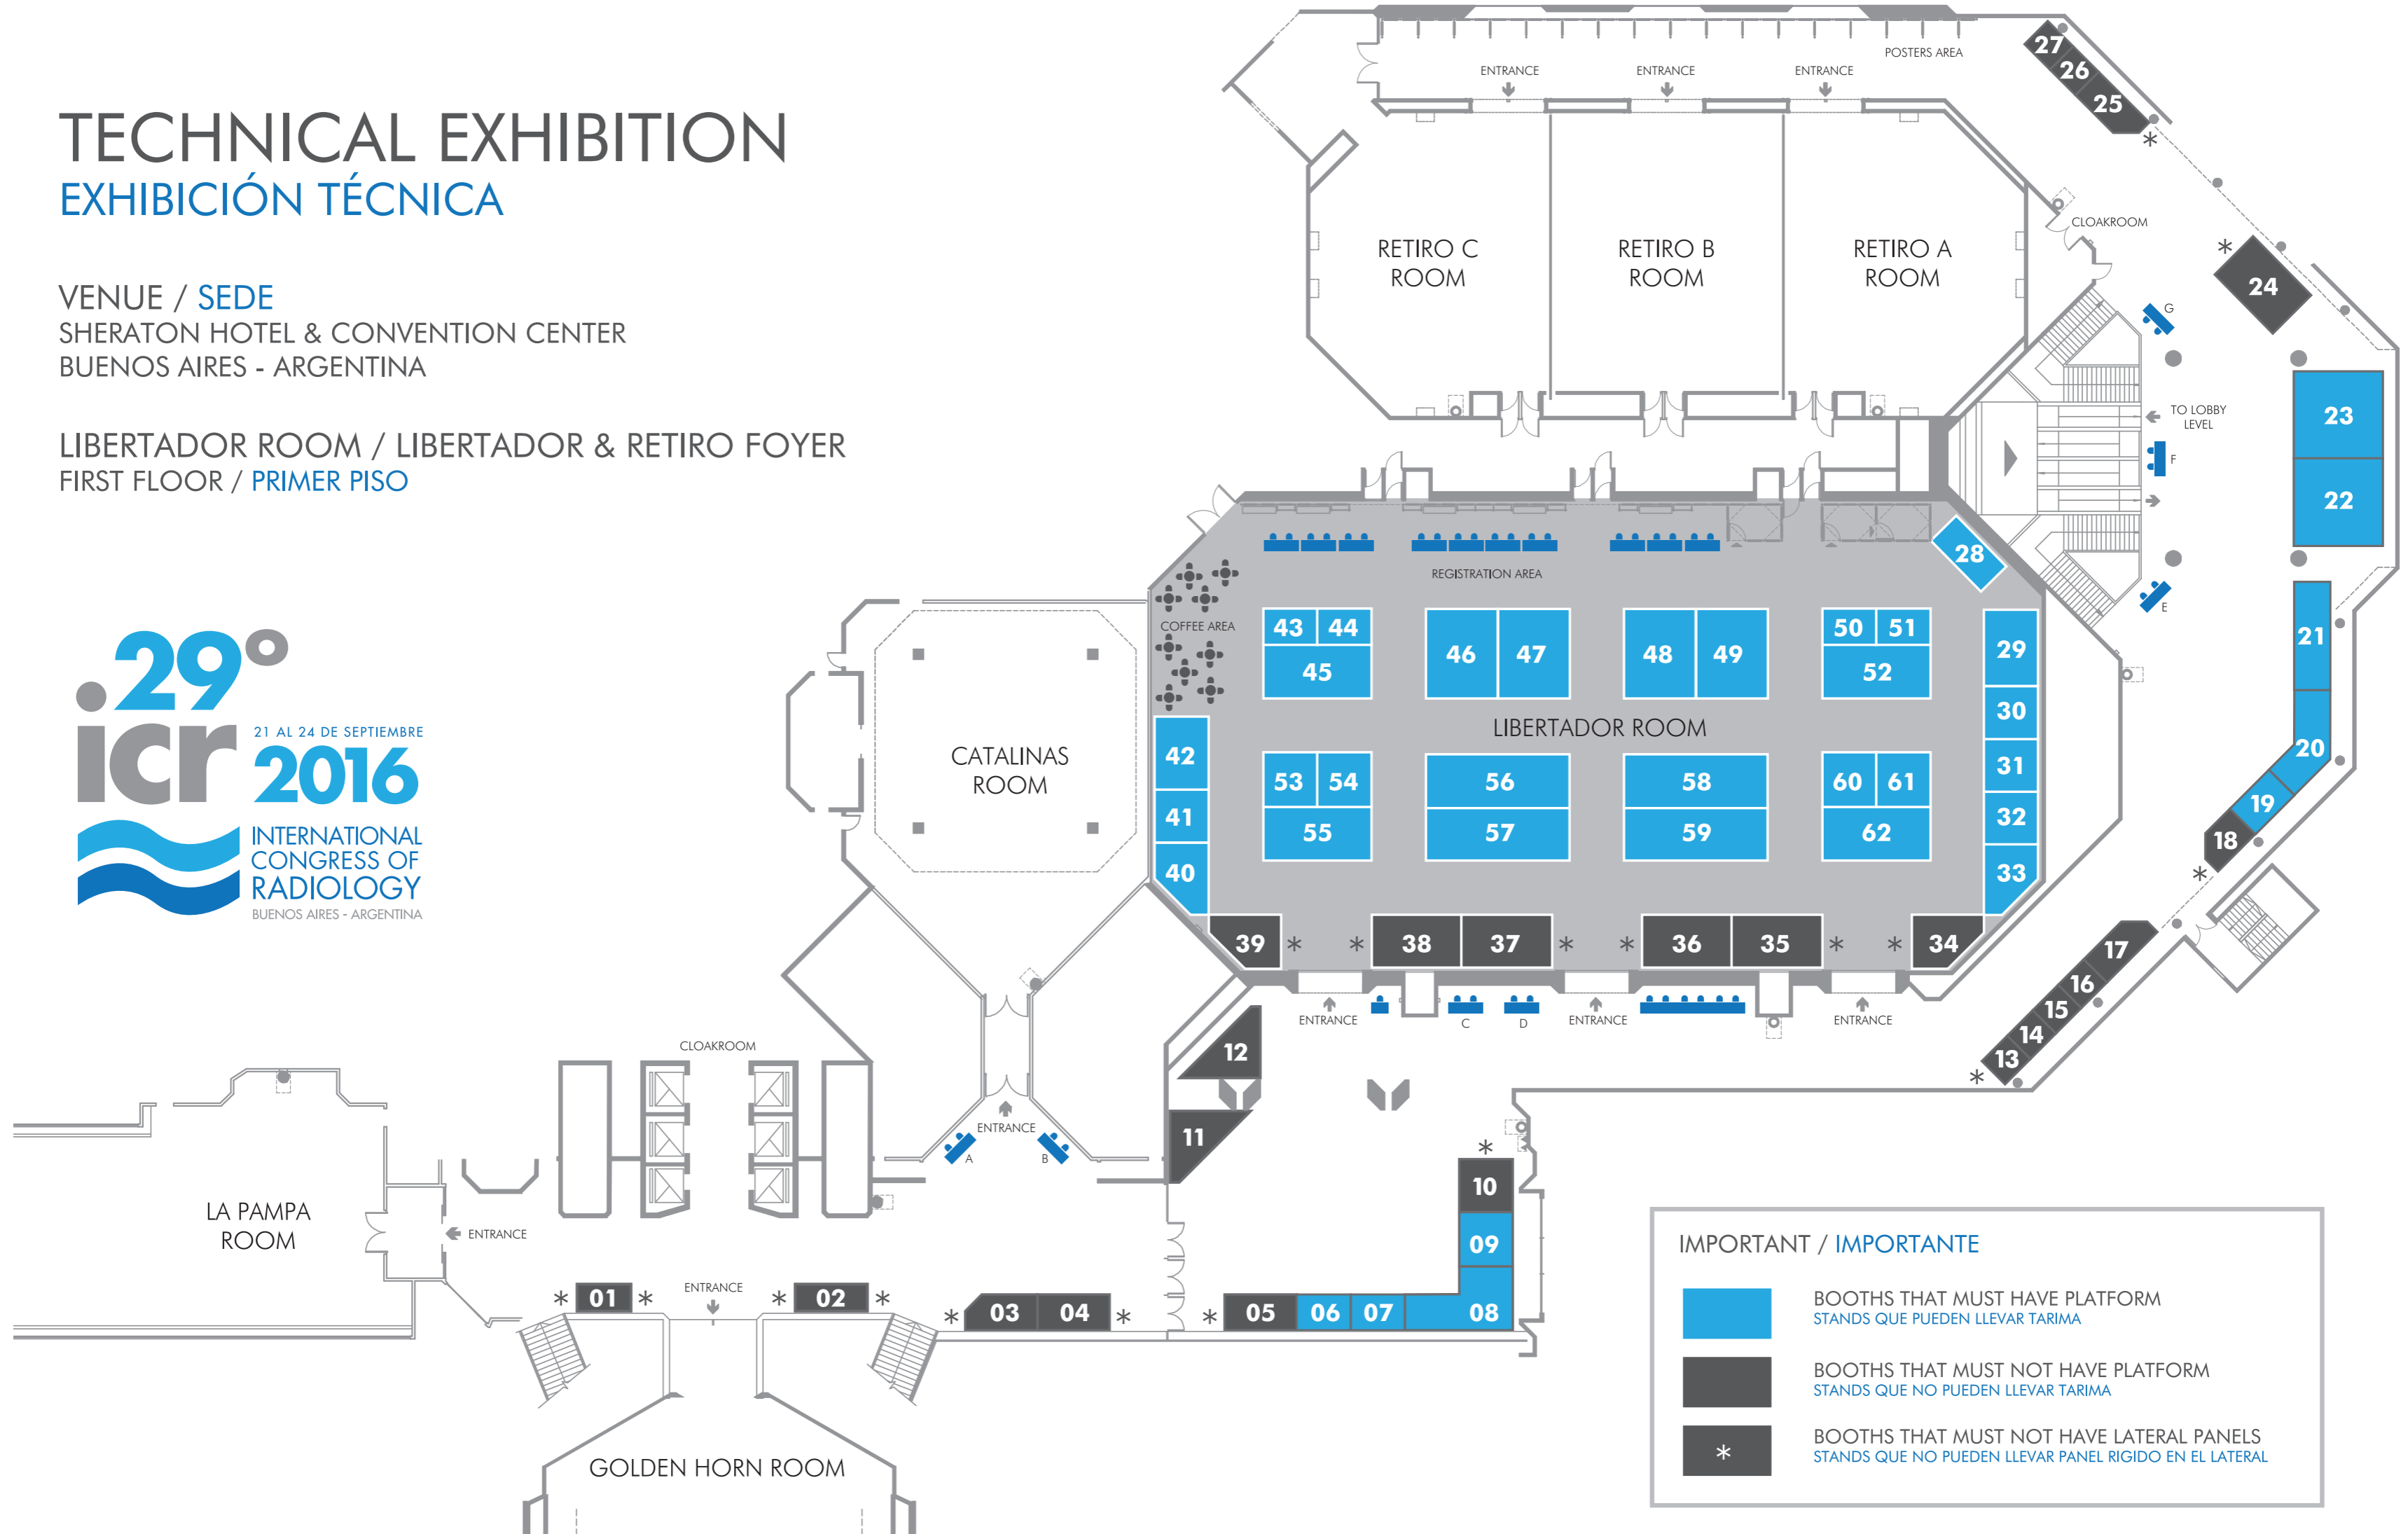 TECHNICAL EXHIBITION
EXHIBICIÓN TÉCNICA
VENUE / SEDE
SHERATON HOTEL & CONVENTION CENTER
BUENOS AIRES - ARGENTINA
LIBERTADOR ROOM / LIBERTADOR & RETIRO FOYER
FIRST FLOOR / PRIMER PISO
.29º
icr
21 AL 24 DE SEPTIEMBRE
2016
INTERNATIONAL
CONGRESS OF
RADIOLOGY
BUENOS AIRES - ARGENTINA
POSTERS AREA
ENTRANCE
ENTRANCE
ENTRANCE
27
26
25
*
RETIRO C
ROOM
RETIRO B
ROOM
RETIRO A
ROOM
CLOAKROOM
*
24
G
TO LOBBY
LEVEL
F
E
23
22
21
20
19
18
*
17
16
15
14
13
*
REGISTRATION AREA
COFFEE AREA
28
43
44
45
46
47
48
49
50
51
52
29
30
31
32
33
LIBERTADOR ROOM
42
41
40
53
54
55
56
57
58
59
60
61
62
39
*
*
38
37
*
*
36
35
*
*
34
ENTRANCE
C
D
ENTRANCE
ENTRANCE
CATALINAS
ROOM
12
11
CLOAKROOM
ENTRANCE
A
B
LA PAMPA
ROOM
ENTRANCE
*
01
*
ENTRANCE
*
02
*
*
03
04
*
*
05
06
07
08
09
10
*
GOLDEN HORN ROOM
IMPORTANT / IMPORTANTE
BOOTHS THAT MUST HAVE PLATFORM
STANDS QUE PUEDEN LLEVAR TARIMA
BOOTHS THAT MUST NOT HAVE PLATFORM
STANDS QUE NO PUEDEN LLEVAR TARIMA
*
BOOTHS THAT MUST NOT HAVE LATERAL PANELS
STANDS QUE NO PUEDEN LLEVAR PANEL RIGIDO EN EL LATERAL